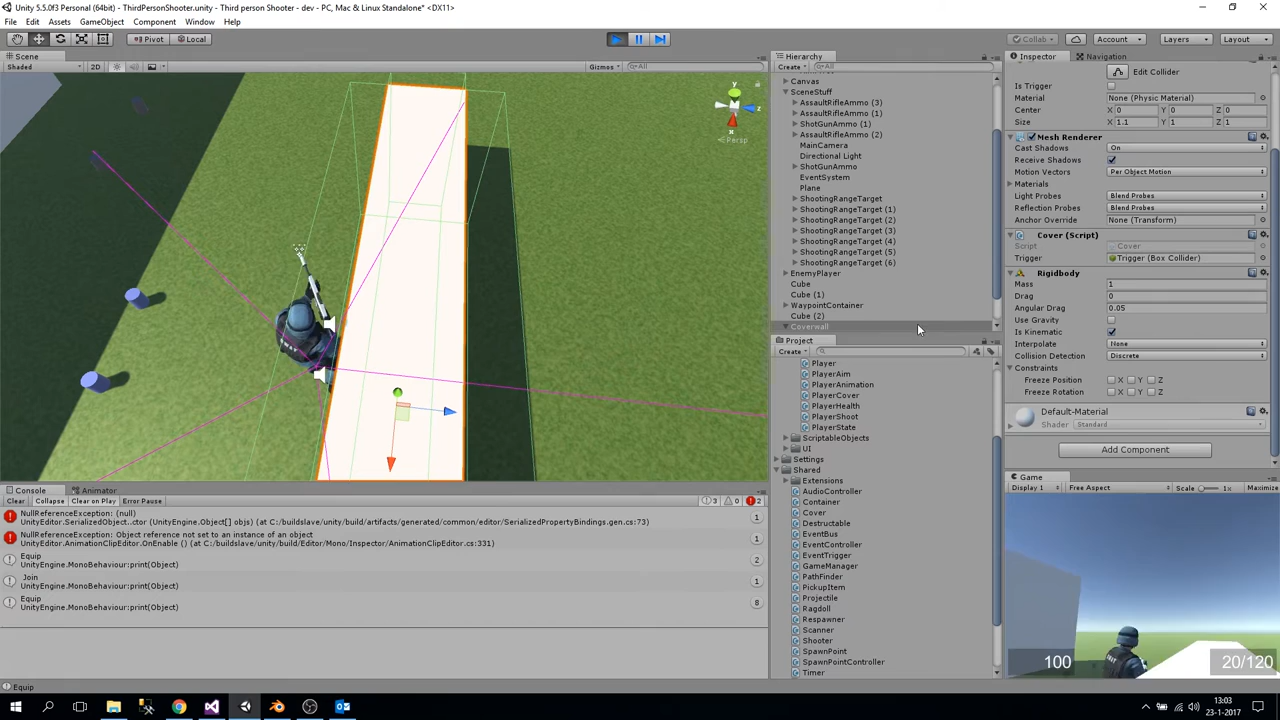 Unity 5.5.0f3 Personal (64bit) - ThirdPersonShooter.unity - Third person Shooter - dev - PC, Mac & Linux Standalone* <DX11>
File Edit Assets GameObject Component Window Help
Pivot Local Collab Account Layers Layout
Scene
Shaded 2D Gizmos All
y
z
x
Persp
Hierarchy
Create All
Canvas
SceneStuff
AssaultRifleAmmo (3)
AssaultRifleAmmo (1)
ShotGunAmmo (1)
AssaultRifleAmmo (2)
MainCamera
Directional Light
ShotGunAmmo
EventSystem
Plane
ShootingRangeTarget
ShootingRangeTarget (1)
ShootingRangeTarget (2)
ShootingRangeTarget (3)
ShootingRangeTarget (4)
ShootingRangeTarget (5)
ShootingRangeTarget (6)
EnemyPlayer
Cube
Cube (1)
WaypointContainer
Cube (2)
Coverwall
Project
Create
Player
PlayerAim
PlayerAnimation
PlayerCover
PlayerHealth
PlayerShoot
PlayerState
ScriptableObjects
UI
Settings
Shared
Extensions
AudioController
Container
Cover
Destructable
EventBus
EventController
EventTrigger
GameManager
PathFinder
PickupItem
Projectile
Ragdoll
Respawner
Scanner
Shooter
SpawnPoint
SpawnPointController
Timer
Inspector Navigation
Edit Collider
Is Trigger
Material None (Physic Material)
Center X 0 Y 0 Z 0
Size X 1.1 Y 1 Z 1
Mesh Renderer
Cast Shadows On
Receive Shadows
Motion Vectors Per Object Motion
Materials
Light Probes Blend Probes
Reflection Probes Blend Probes
Anchor Override None (Transform)
Cover (Script)
Script Cover
Trigger Trigger (Box Collider)
Rigidbody
Mass 1
Drag 0
Angular Drag 0.05
Use Gravity
Is Kinematic
Interpolate None
Collision Detection Discrete
Constraints
Freeze Position X Y Z
Freeze Rotation X Y Z
Default-Material
Shader Standard
Add Component
Game
Display 1 Free Aspect Scale 1x Maximize
100 20/120
Console Animator
Clear Collapse Clear on Play Error Pause 3 0 2
NullReferenceException: (null) 1
UnityEditor.SerializedObject..ctor (UnityEngine.Object[] objs) (at C:/buildslave/unity/build/artifacts/generated/common/editor/SerializedPropertyBindings.gen.cs:73)
NullReferenceException: Object reference not set to an instance of an object 1
UnityEditor.AnimationClipEditor.OnEnable () (at C:/buildslave/unity/build/Editor/Mono/Inspector/AnimationClipEditor.cs:331)
Equip 2
UnityEngine.MonoBehaviour:print(Object)
Join 1
UnityEngine.MonoBehaviour:print(Object)
Equip 8
UnityEngine.MonoBehaviour:print(Object)
Equip
13:03
23-1-2017